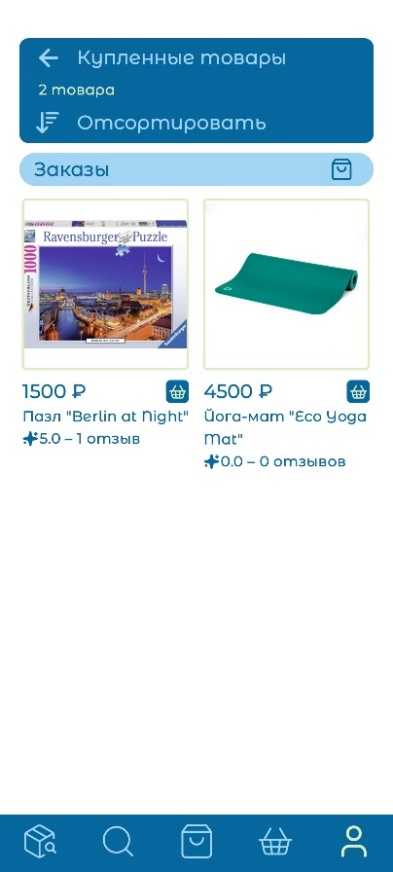 Купленные товары
2 товара
Отсортировать
Заказы
Ravensburger Puzzle
1000
1500 ₽
4500 ₽
Пазл "Berlin at Night"
Йога-мат "Eco Yoga
Mat"
5.0 – 1 отзыв
0.0 – 0 отзывов